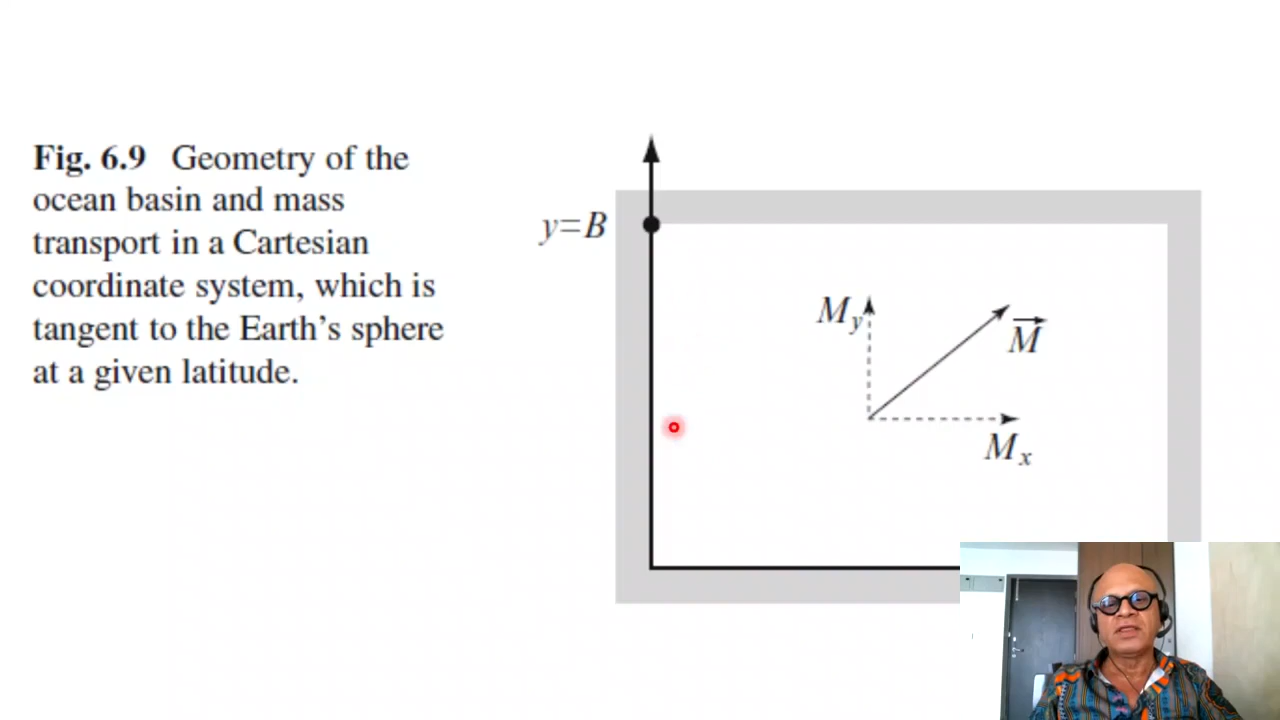 Fig. 6.9 Geometry of the
ocean basin and mass
transport in a Cartesian
coordinate system, which is
tangent to the Earth's sphere
at a given latitude.
y=B
M_y
M⃗
M_x